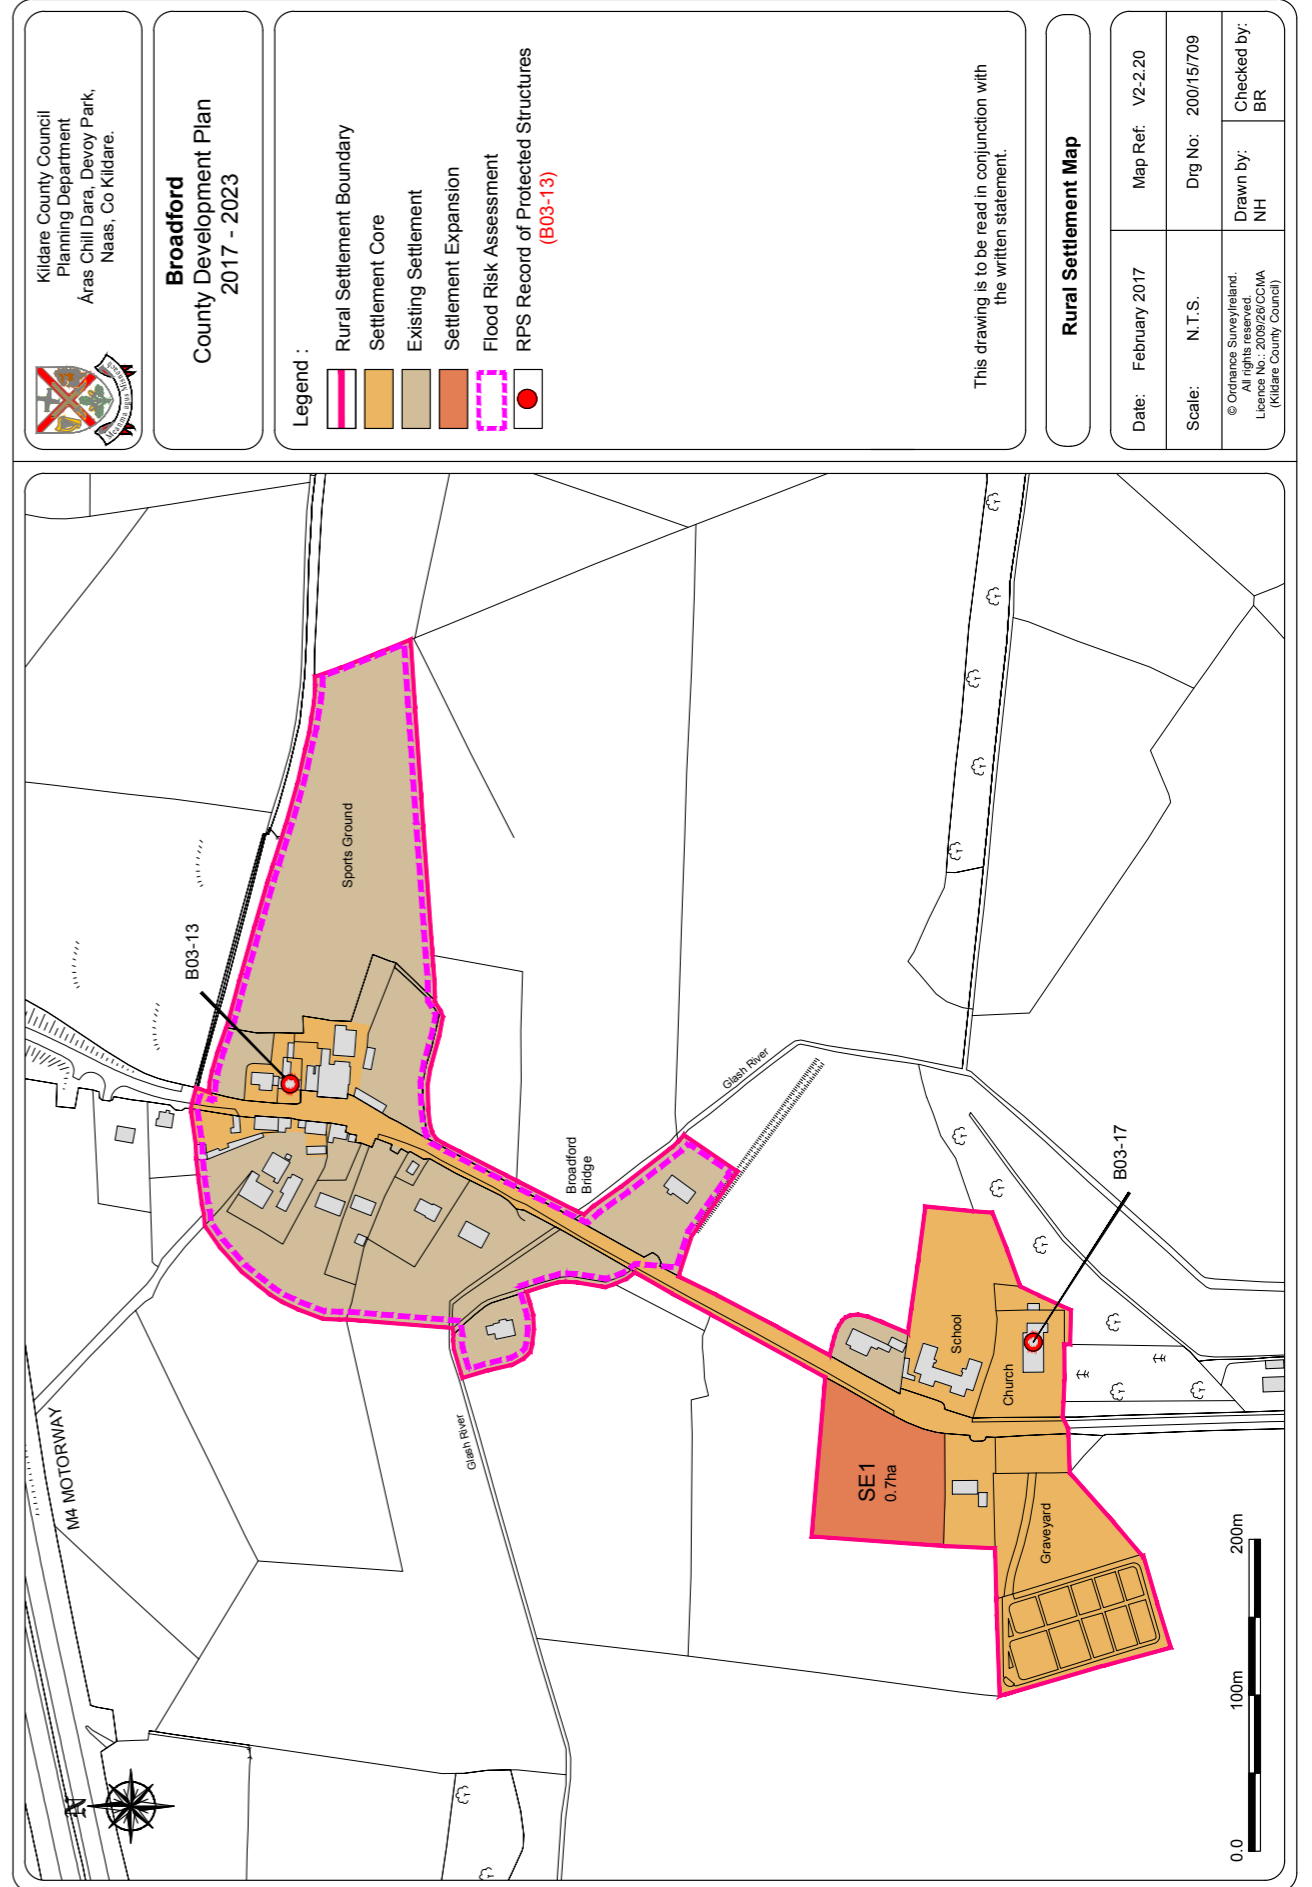 Kildare County Council
Planning Department
Áras Chill Dara, Devoy Park,
Naas, Co Kildare.
Meanma agus Misneach
Broadford
County Development Plan
2017 - 2023
Legend :
Rural Settlement Boundary
Settlement Core
Existing Settlement
Settlement Expansion
Flood Risk Assessment
RPS Record of Protected Structures
(B03-13)
This drawing is to be read in conjunction with
the written statement.
Rural Settlement Map
Date: February 2017
Map Ref: V2-2.20
Scale: N.T.S.
Drg No: 200/15/709
© Ordnance SurveyIreland.
All rights reserved.
Licence No.: 2009/26/CCMA
(Kildare County Council)
Drawn by:
NH
Checked by:
BR
N
M4 MOTORWAY
B03-13
Sports Ground
Glash River
Broadford
Bridge
Glash River
SE1
0.7ha
School
Church
Graveyard
B03-17
0.0
100m
200m